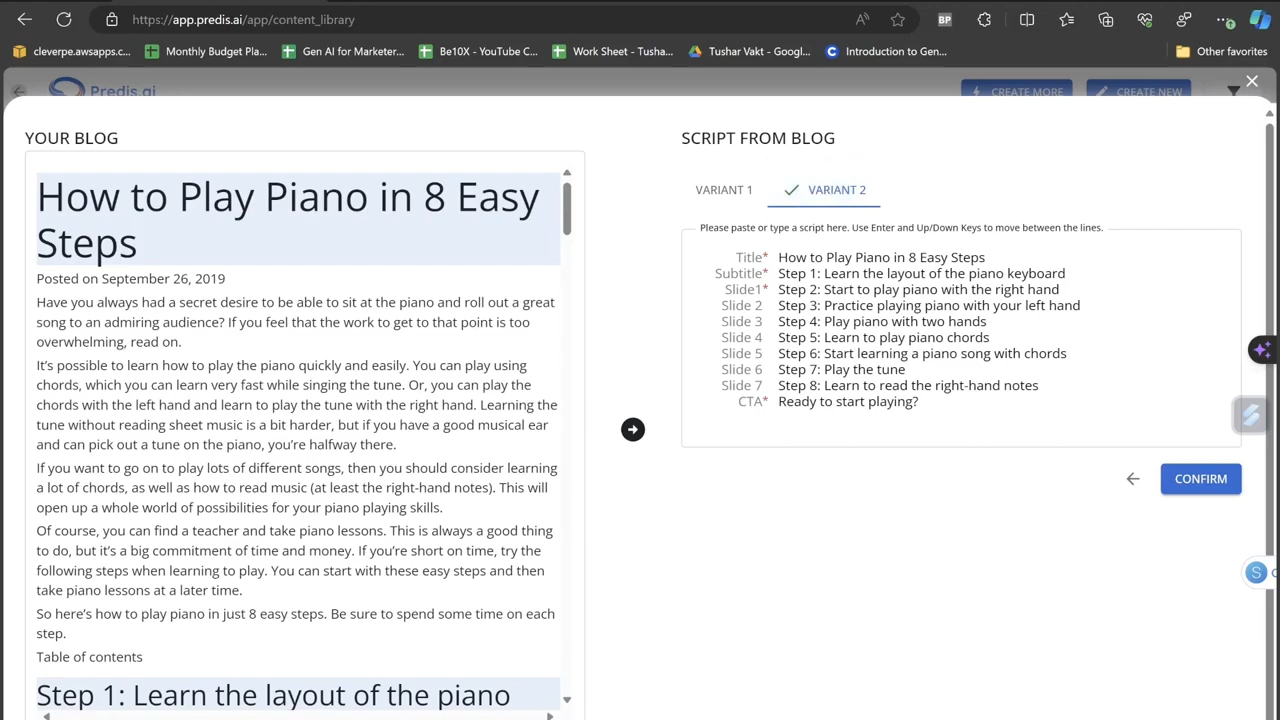 https://app.predis.ai/app/content_library
BP
cleverpe.awsapps.c...
Monthly Budget Pla...
Gen AI for Marketer...
Be10X - YouTube C...
Work Sheet - Tusha...
Tushar Vakt - Googl...
Introduction to Gen...
Other favorites
Predis.ai
CREATE MORE
CREATE NEW
YOUR BLOG
How to Play Piano in 8 Easy
Steps
Posted on September 26, 2019
Have you always had a secret desire to be able to sit at the piano and roll out a great
song to an admiring audience? If you feel that the work to get to that point is too
overwhelming, read on.
It's possible to learn how to play the piano quickly and easily. You can play using
chords, which you can learn very fast while singing the tune. Or, you can play the
chords with the left hand and learn to play the tune with the right hand. Learning the
tune without reading sheet music is a bit harder, but if you have a good musical ear
and can pick out a tune on the piano, you're halfway there.
If you want to go on to play lots of different songs, then you should consider learning
a lot of chords, as well as how to read music (at least the right-hand notes). This will
open up a whole world of possibilities for your piano playing skills.
Of course, you can find a teacher and take piano lessons. This is always a good thing
to do, but it's a big commitment of time and money. If you're short on time, try the
following steps when learning to play. You can start with these easy steps and then
take piano lessons at a later time.
So here's how to play piano in just 8 easy steps. Be sure to spend some time on each
step.
Table of contents
Step 1: Learn the layout of the piano
SCRIPT FROM BLOG
VARIANT 1
VARIANT 2
Please paste or type a script here. Use Enter and Up/Down Keys to move between the lines.
Title* How to Play Piano in 8 Easy Steps
Subtitle* Step 1: Learn the layout of the piano keyboard
Slide1* Step 2: Start to play piano with the right hand
Slide 2 Step 3: Practice playing piano with your left hand
Slide 3 Step 4: Play piano with two hands
Slide 4 Step 5: Learn to play piano chords
Slide 5 Step 6: Start learning a piano song with chords
Slide 6 Step 7: Play the tune
Slide 7 Step 8: Learn to read the right-hand notes
CTA* Ready to start playing?
CONFIRM